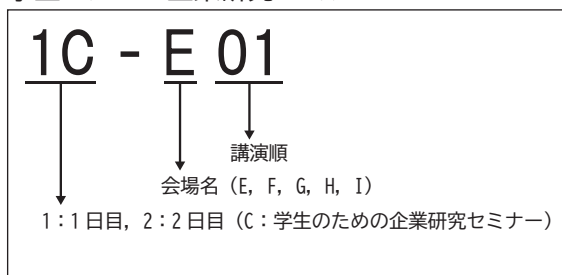 1C - E 01
講演順
会場名（E, F, G, H, I）
1：1日目，2：2日目（C：学生のための企業研究セミナー）